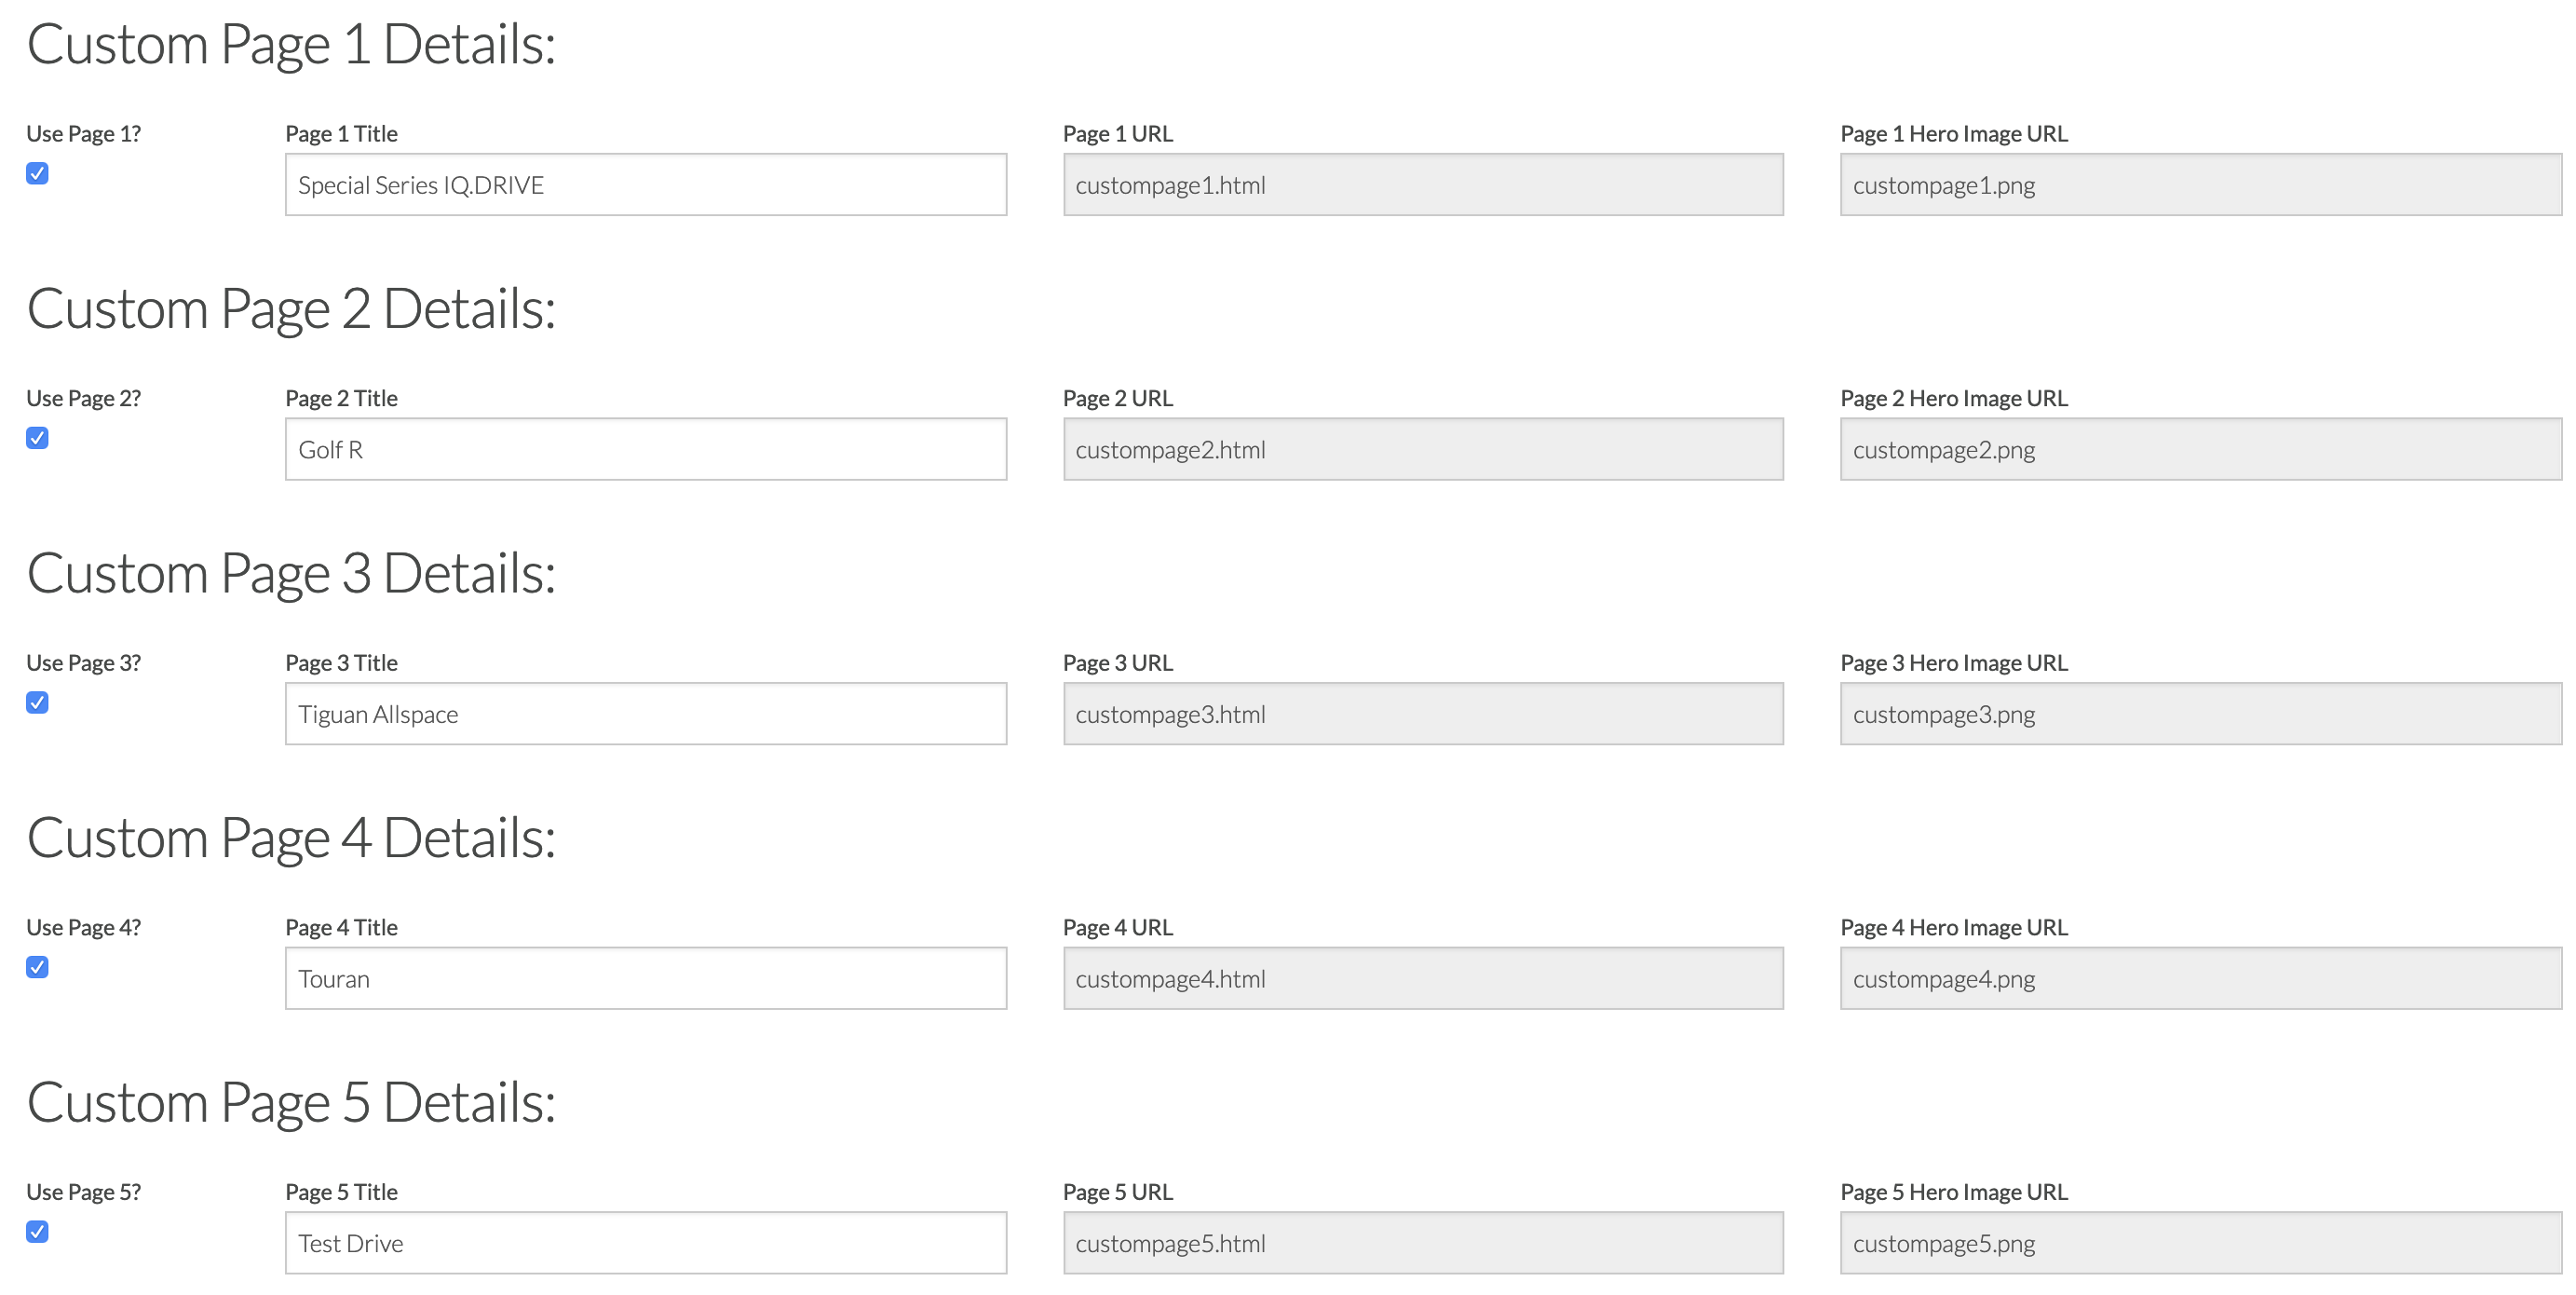 Custom Page 1 Details:
Use Page 1? Page 1 Title Page 1 URL Page 1 Hero Image URL
Special Series IQ.DRIVE custompage1.html custompage1.png
Custom Page 2 Details:
Use Page 2? Page 2 Title Page 2 URL Page 2 Hero Image URL
Golf R custompage2.html custompage2.png
Custom Page 3 Details:
Use Page 3? Page 3 Title Page 3 URL Page 3 Hero Image URL
Tiguan Allspace custompage3.html custompage3.png
Custom Page 4 Details:
Use Page 4? Page 4 Title Page 4 URL Page 4 Hero Image URL
Touran custompage4.html custompage4.png
Custom Page 5 Details:
Use Page 5? Page 5 Title Page 5 URL Page 5 Hero Image URL
Test Drive custompage5.html custompage5.png